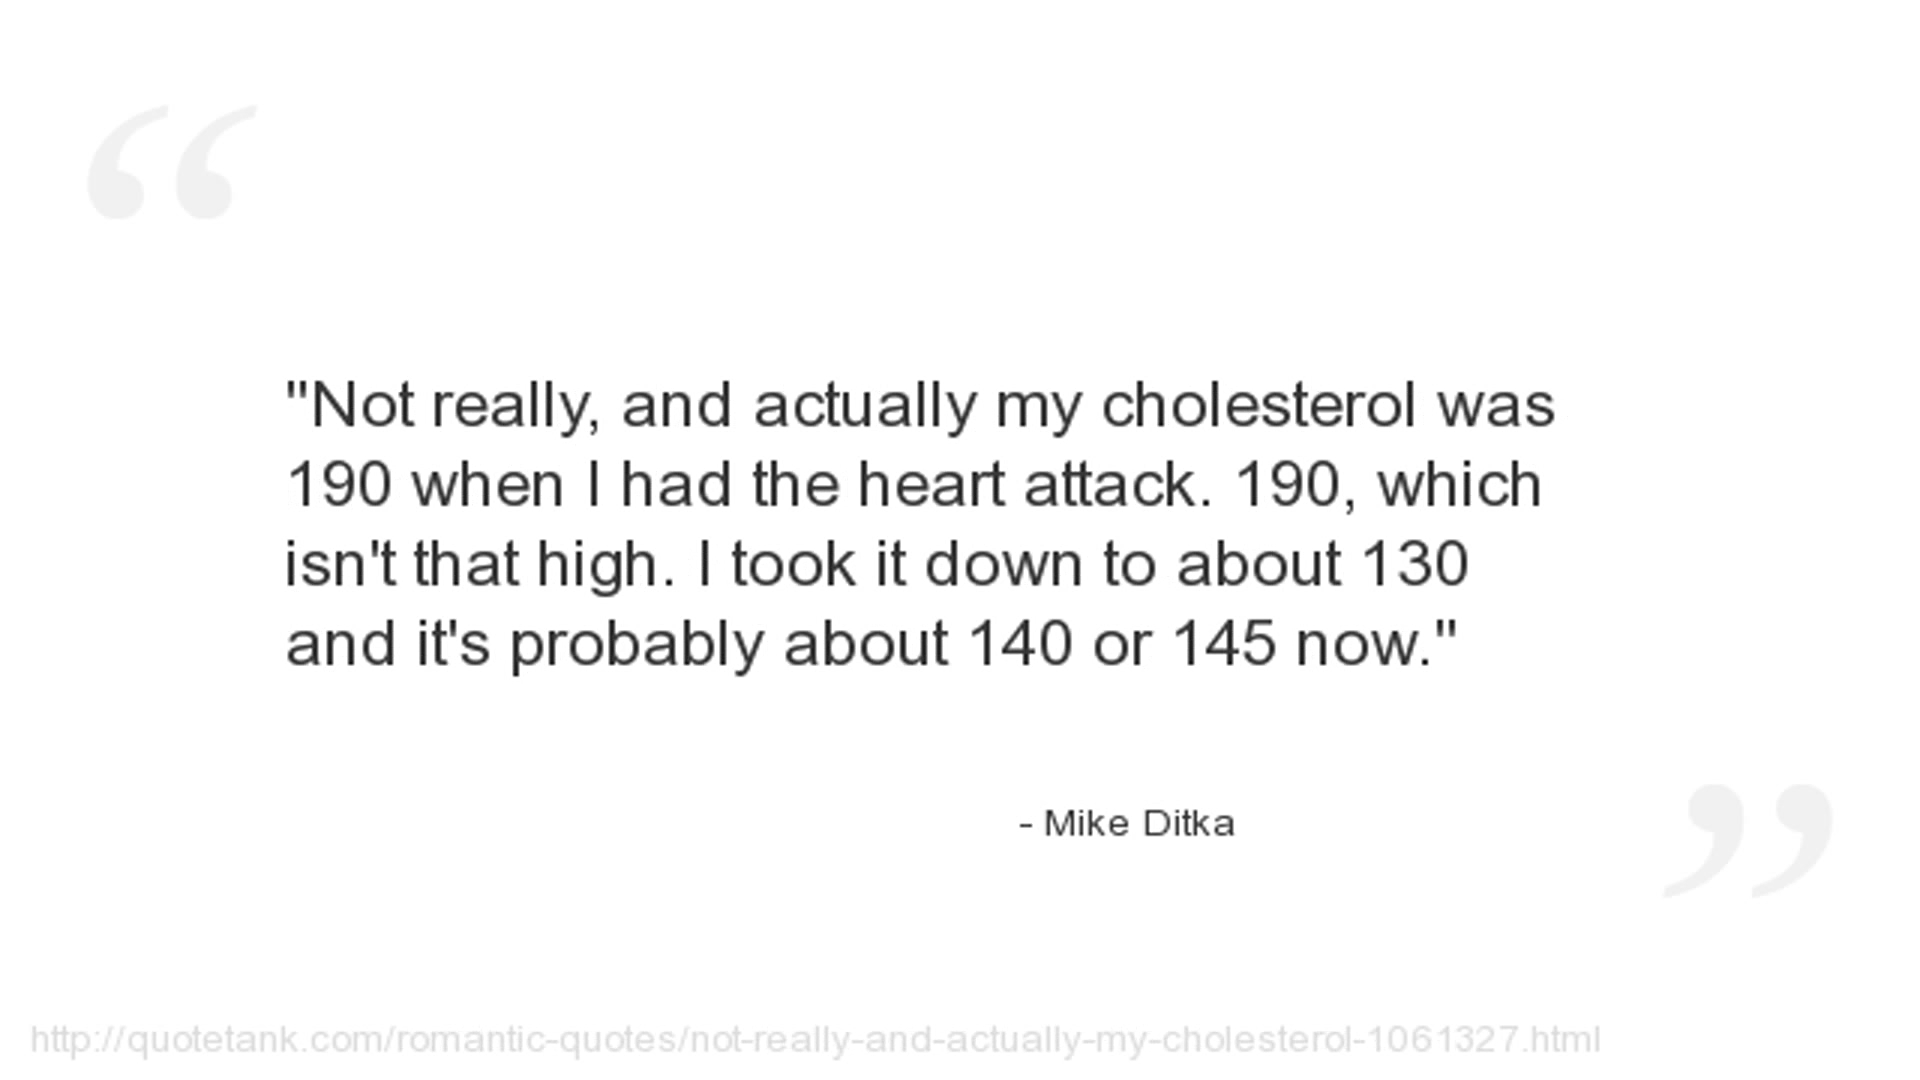 "Not really, and actually my cholesterol was
190 when I had the heart attack. 190, which
isn't that high. I took it down to about 130
and it's probably about 140 or 145 now."
- Mike Ditka
http://quotetank.com/romantic-quotes/not-really-and-actually-my-cholesterol-1061327.html